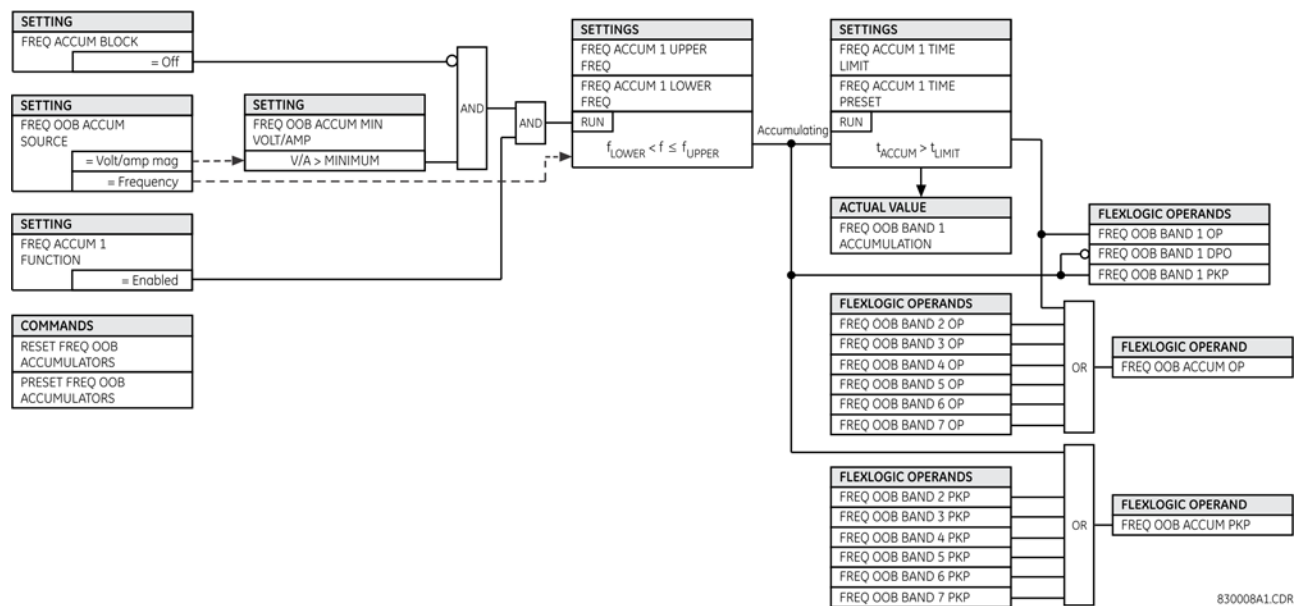 SETTING
FREQ ACCUM BLOCK
= Off
SETTING
FREQ OOB ACCUM
SOURCE
= Volt/amp mag
= Frequency
SETTING
FREQ OOB ACCUM MIN
VOLT/AMP
V/A > MINIMUM
SETTING
FREQ ACCUM 1
FUNCTION
= Enabled
COMMANDS
RESET FREQ OOB
ACCUMULATORS
PRESET FREQ OOB
ACCUMULATORS
AND
AND
SETTINGS
FREQ ACCUM 1 UPPER
FREQ
FREQ ACCUM 1 LOWER
FREQ
RUN
fLOWER < f ≤ fUPPER
Accumulating
SETTINGS
FREQ ACCUM 1 TIME
LIMIT
FREQ ACCUM 1 TIME
PRESET
RUN
tACCUM > tLIMIT
ACTUAL VALUE
FREQ OOB BAND 1
ACCUMULATION
FLEXLOGIC OPERANDS
FREQ OOB BAND 1 OP
FREQ OOB BAND 1 DPO
FREQ OOB BAND 1 PKP
FLEXLOGIC OPERANDS
FREQ OOB BAND 2 OP
FREQ OOB BAND 3 OP
FREQ OOB BAND 4 OP
FREQ OOB BAND 5 OP
FREQ OOB BAND 6 OP
FREQ OOB BAND 7 OP
OR
FLEXLOGIC OPERAND
FREQ OOB ACCUM OP
FLEXLOGIC OPERANDS
FREQ OOB BAND 2 PKP
FREQ OOB BAND 3 PKP
FREQ OOB BAND 4 PKP
FREQ OOB BAND 5 PKP
FREQ OOB BAND 6 PKP
FREQ OOB BAND 7 PKP
OR
FLEXLOGIC OPERAND
FREQ OOB ACCUM PKP
830008A1.CDR